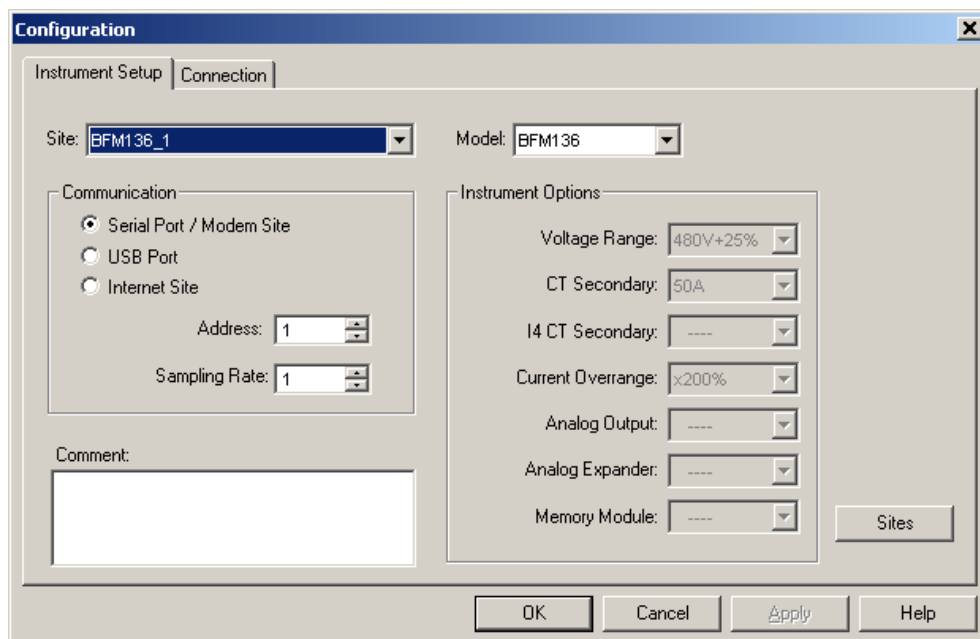 Configuration
Instrument Setup
Connection
Site: BFM136_1
Model: BFM136
Communication
Serial Port / Modem Site
USB Port
Internet Site
Address: 1
Sampling Rate: 1
Comment:
Instrument Options
Voltage Range: 480V+25%
CT Secondary: 50A
I4 CT Secondary: ----
Current Overrange: x200%
Analog Output: ----
Analog Expander: ----
Memory Module: ----
Sites
OK
Cancel
Apply
Help